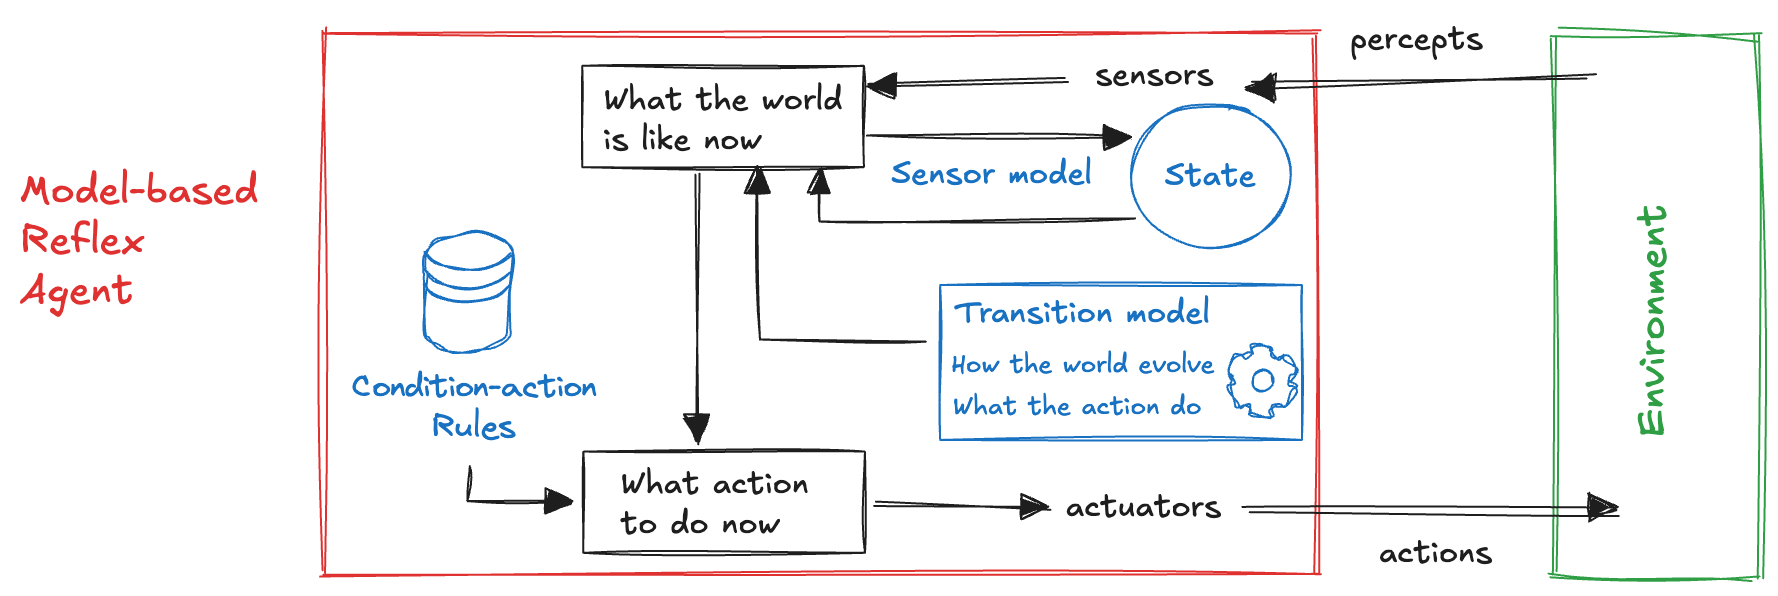 Model-based
Reflex
Agent
What the world
is like now
sensors
percepts
Sensor model
State
Condition-action
Rules
Transition model
How the world evolve
What the action do
What action
to do now
actuators
actions
Environment